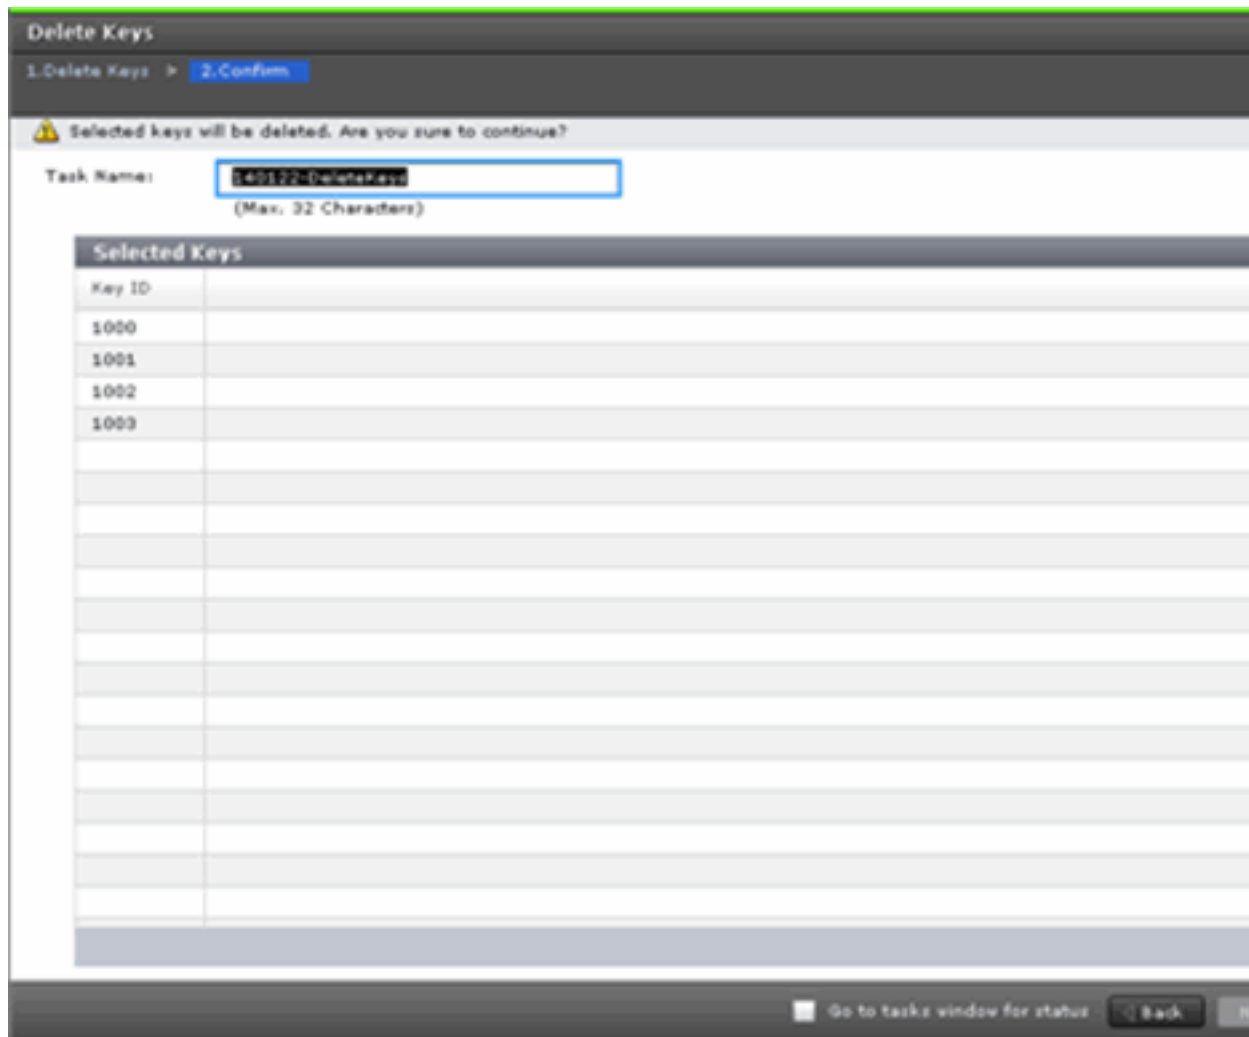 Delete Keys
1.Delete Keys > 2.Confirm
Selected keys will be deleted. Are you sure to continue?
Task Name: 140122-DeleteKeys
(Max. 32 Characters)
Selected Keys
Key ID
1000
1001
1002
1003
Go to tasks window for status Back